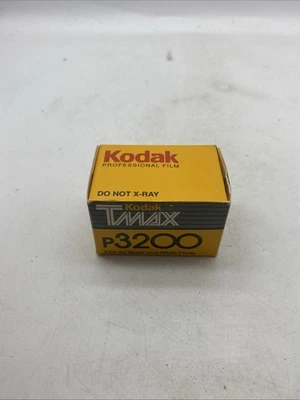 Kodak
PROFESSIONAL FILM
DO NOT X-RAY
Kodak
TMAX
P3200